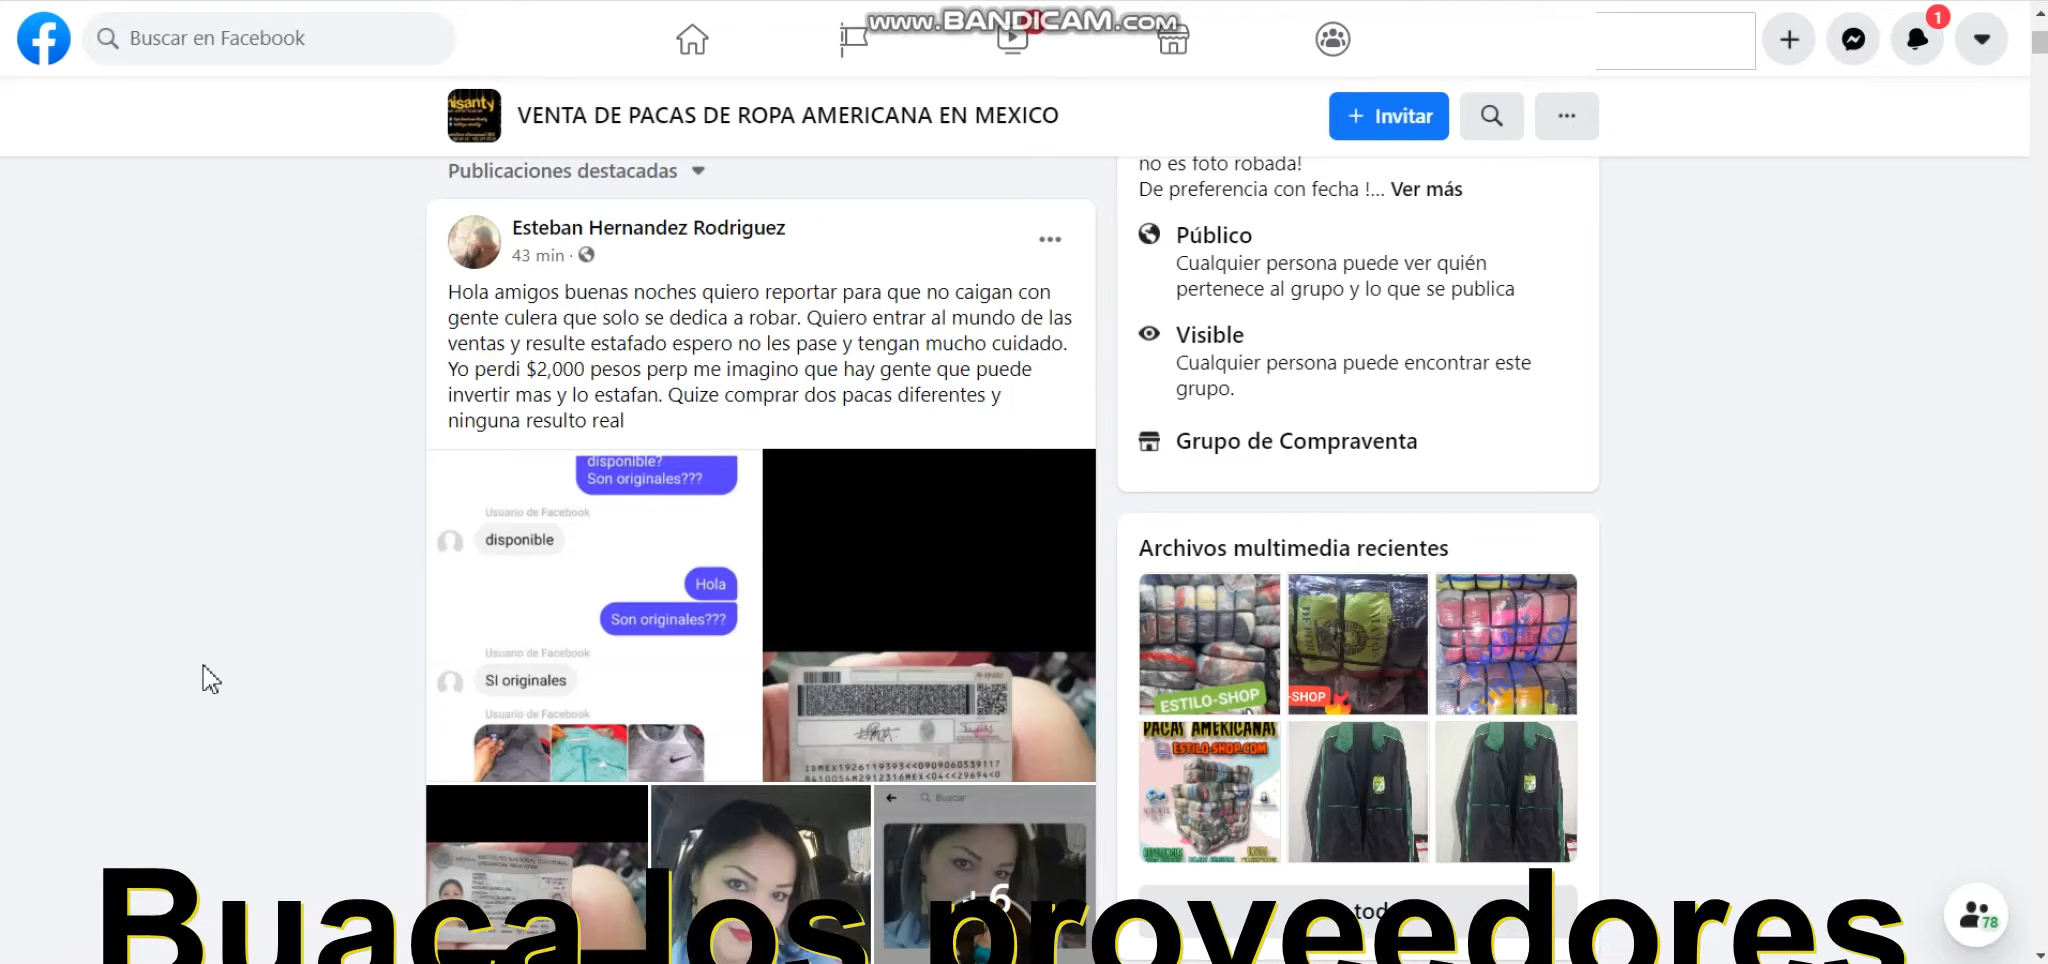 www.BANDICAM.com
Buscar en Facebook
1
VENTA DE PACAS DE ROPA AMERICANA EN MEXICO
+ Invitar
Publicaciones destacadas
Esteban Hernandez Rodriguez
43 min ·
Hola amigos buenas noches quiero reportar para que no caigan con
gente culera que solo se dedica a robar. Quiero entrar al mundo de las
ventas y resulte estafado espero no les pase y tengan mucho cuidado.
Yo perdi $2,000 pesos perp me imagino que hay gente que puede
invertir mas y lo estafan. Quize comprar dos pacas diferentes y
ninguna resulto real
disponible?
Son originales???
Usuario de Facebook
disponible
Hola
Son originales???
Usuario de Facebook
SI originales
Usuario de Facebook
Buscar
+6
no es foto robada!
De preferencia con fecha !... Ver más
Público
Cualquier persona puede ver quién
pertenece al grupo y lo que se publica
Visible
Cualquier persona puede encontrar este
grupo.
Grupo de Compraventa
Archivos multimedia recientes
ESTILO-SHOP
-SHOP
PACAS AMERICANAS
ESTILO-SHOP.COM
78
Buaca los proveedores